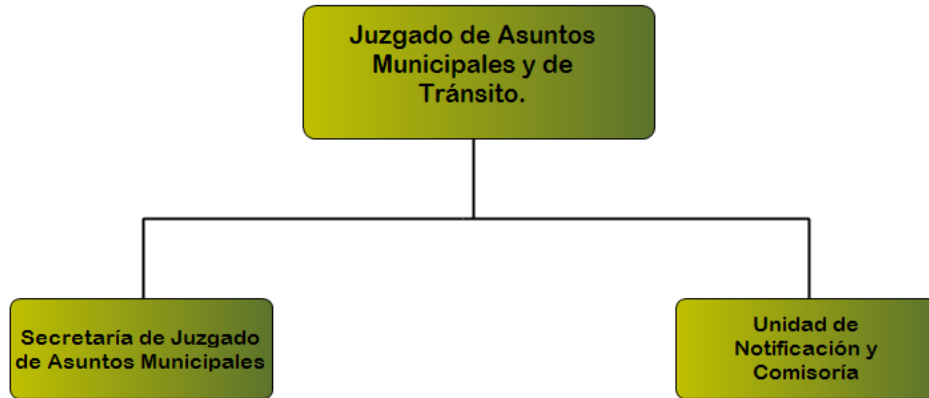 Juzgado de Asuntos
Municipales y de
Tránsito.
Secretaría de Juzgado
de Asuntos Municipales
Unidad de
Notificación y
Comisoría